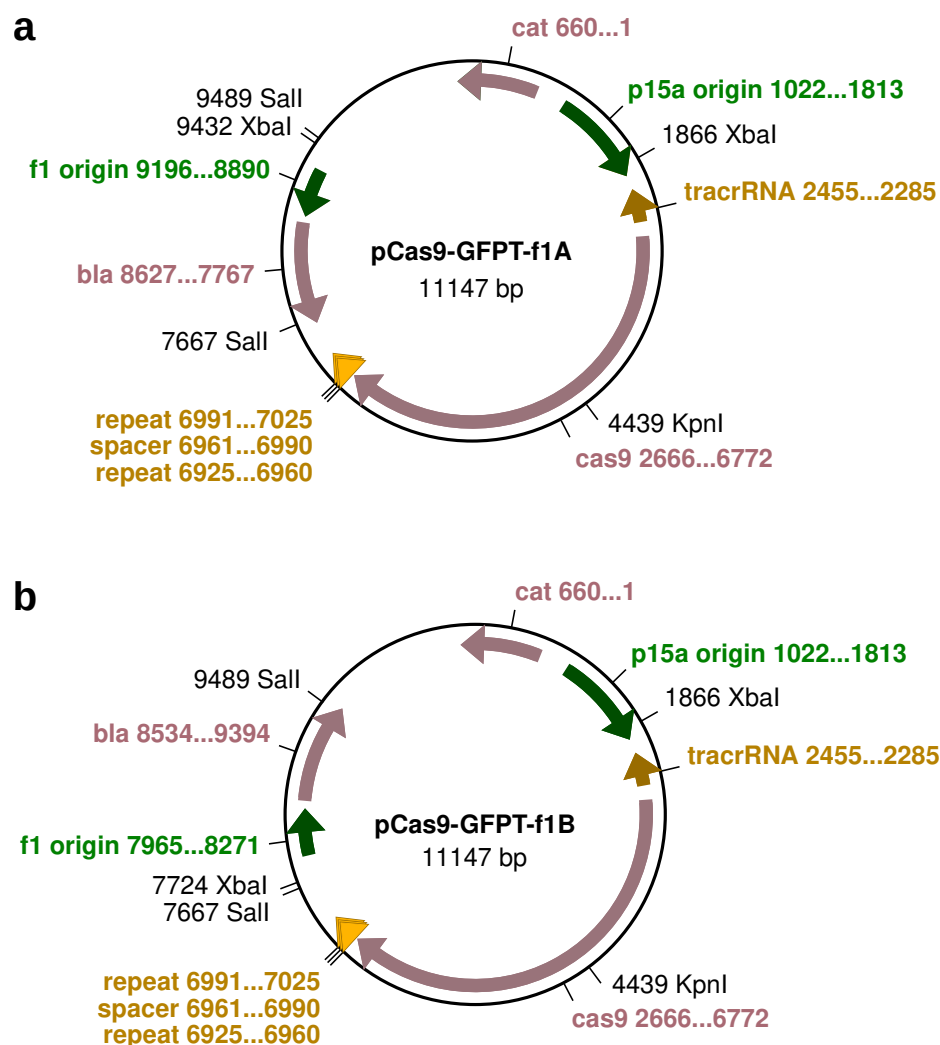 a
cat 660...1
p15a origin 1022...1813
9489 SalI
9432 XbaI
1866 XbaI
f1 origin 9196...8890
tracrRNA 2455...2285
pCas9-GFPT-f1A
11147 bp
bla 8627...7767
7667 SalI
repeat 6991...7025
spacer 6961...6990
repeat 6925...6960
4439 KpnI
cas9 2666...6772
b
cat 660...1
p15a origin 1022...1813
9489 SalI
1866 XbaI
bla 8534...9394
tracrRNA 2455...2285
pCas9-GFPT-f1B
11147 bp
f1 origin 7965...8271
7724 XbaI
7667 SalI
repeat 6991...7025
spacer 6961...6990
repeat 6925...6960
4439 KpnI
cas9 2666...6772